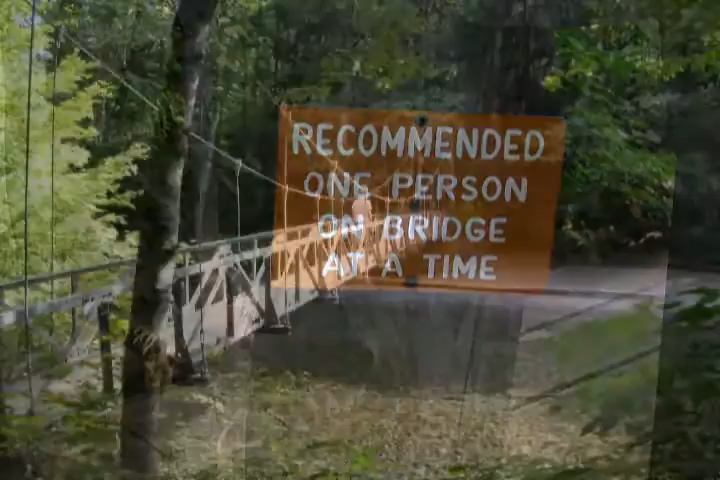 RECOMMENDED
ONE PERSON
ON BRIDGE
AT A TIME